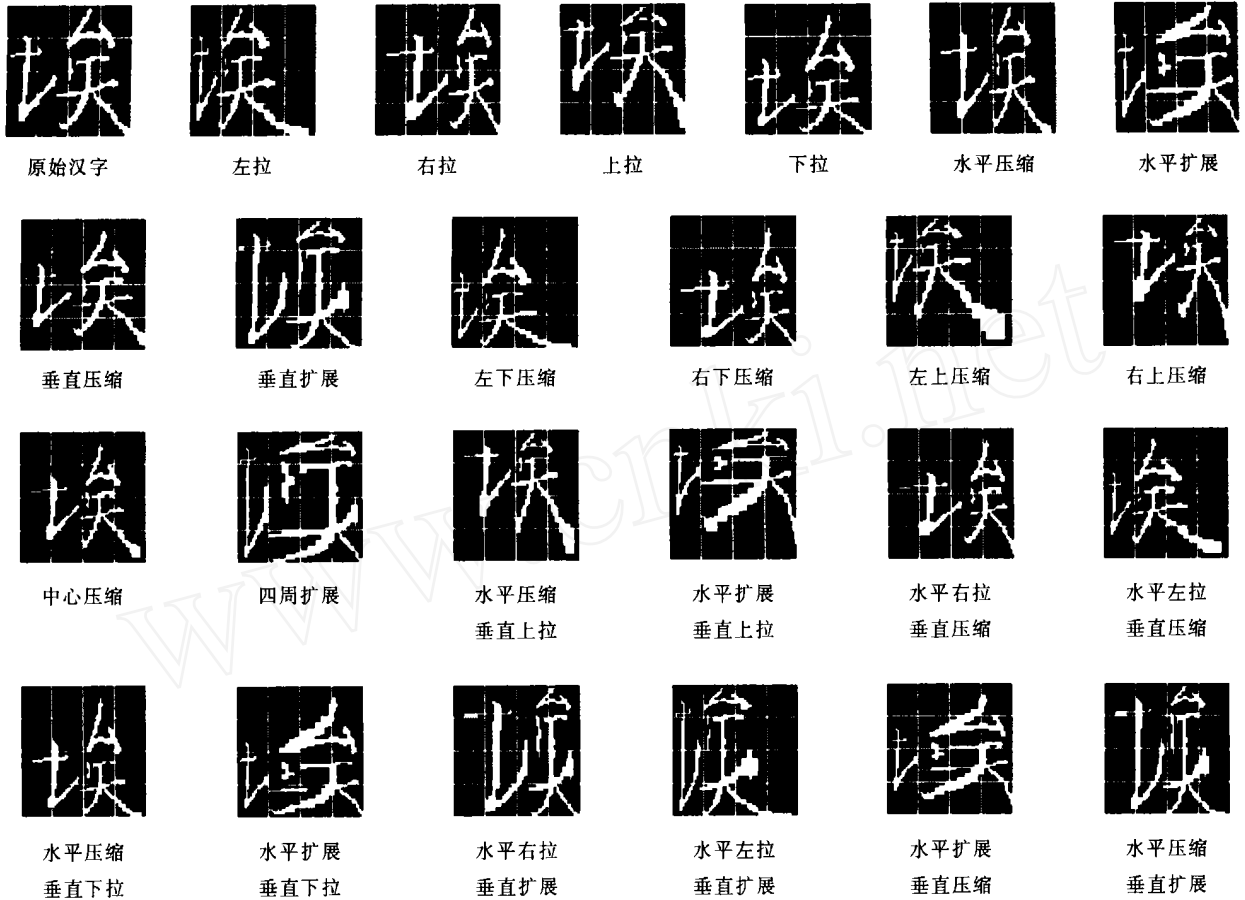 埃 埃 埃 埃 埃 埃 埃
原始汉字 左拉 右拉 上拉 下拉 水平压缩 水平扩展
埃 埃 埃 埃 埃 埃
垂直压缩 垂直扩展 左下压缩 右下压缩 左上压缩 右上压缩
埃 埃 埃 埃 埃 埃
中心压缩 四周扩展 水平压缩 水平扩展 水平右拉 水平左拉
垂直上拉 垂直上拉 垂直压缩 垂直压缩
埃 埃 埃 埃 埃 埃
水平压缩 水平扩展 水平右拉 水平左拉 水平扩展 水平压缩
垂直下拉 垂直下拉 垂直扩展 垂直扩展 垂直压缩 垂直扩展
www.cnki.net